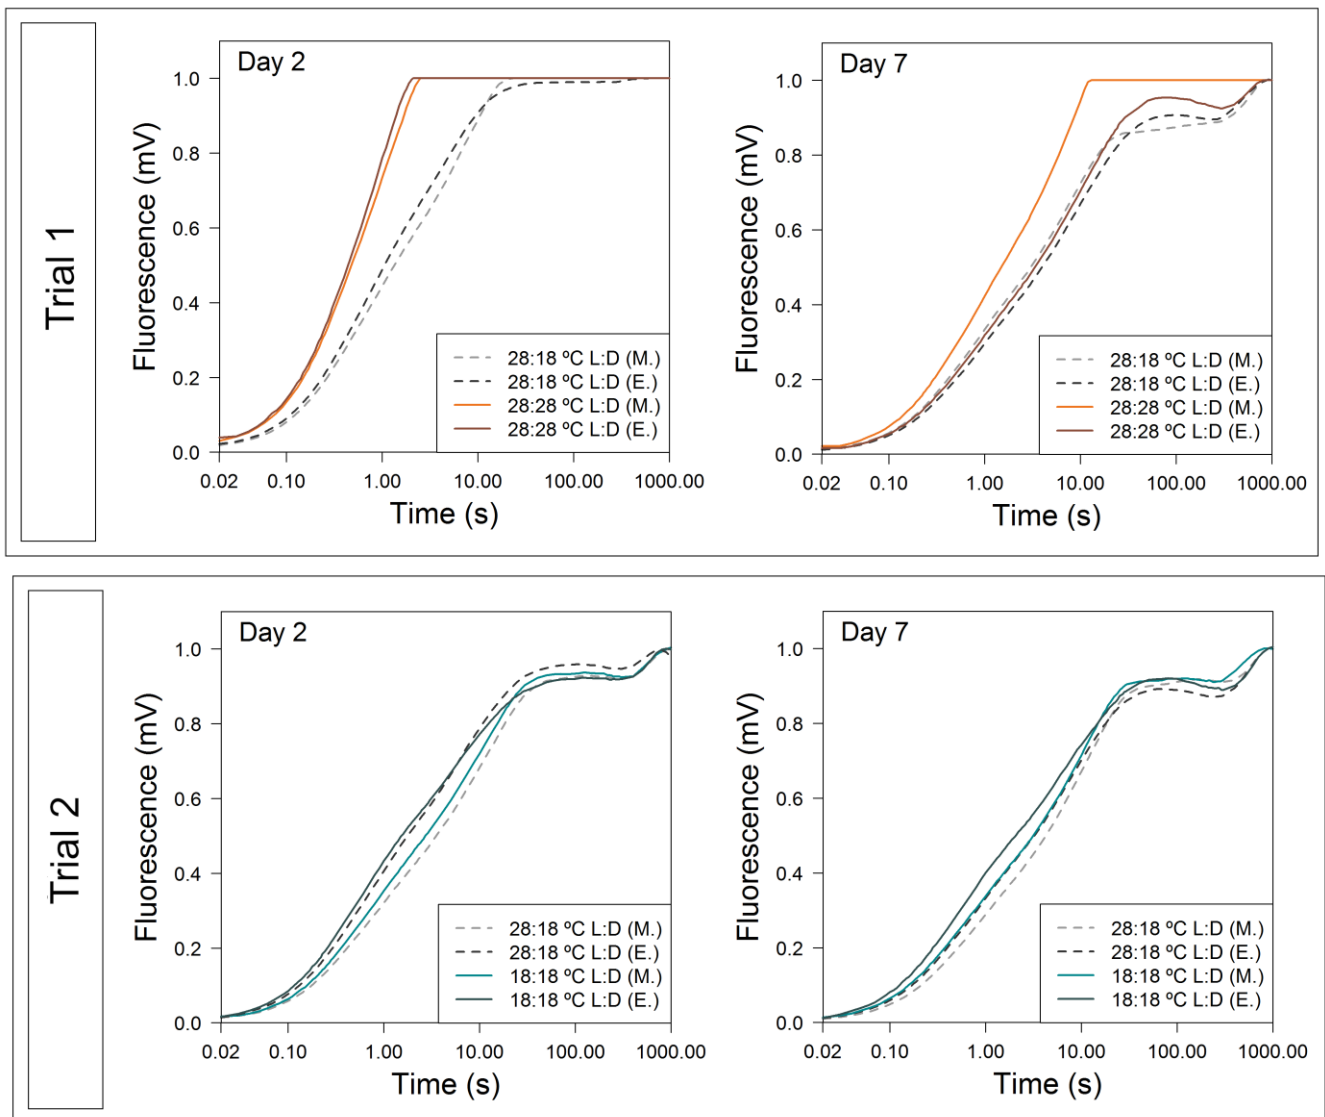 Trial 1
Day 2
Fluorescence (mV)
1.0
0.8
0.6
0.4
0.2
0.0
28:18 ºC L:D (M.)
28:18 ºC L:D (E.)
28:28 ºC L:D (M.)
28:28 ºC L:D (E.)
0.02 0.10 1.00 10.00 100.00 1000.00
Time (s)
Day 7
Fluorescence (mV)
1.0
0.8
0.6
0.4
0.2
0.0
28:18 ºC L:D (M.)
28:18 ºC L:D (E.)
28:28 ºC L:D (M.)
28:28 ºC L:D (E.)
0.02 0.10 1.00 10.00 100.00 1000.00
Time (s)
Trial 2
Day 2
Fluorescence (mV)
1.0
0.8
0.6
0.4
0.2
0.0
28:18 ºC L:D (M.)
28:18 ºC L:D (E.)
18:18 ºC L:D (M.)
18:18 ºC L:D (E.)
0.02 0.10 1.00 10.00 100.00 1000.00
Time (s)
Day 7
Fluorescence (mV)
1.0
0.8
0.6
0.4
0.2
0.0
28:18 ºC L:D (M.)
28:18 ºC L:D (E.)
18:18 ºC L:D (M.)
18:18 ºC L:D (E.)
0.02 0.10 1.00 10.00 100.00 1000.00
Time (s)